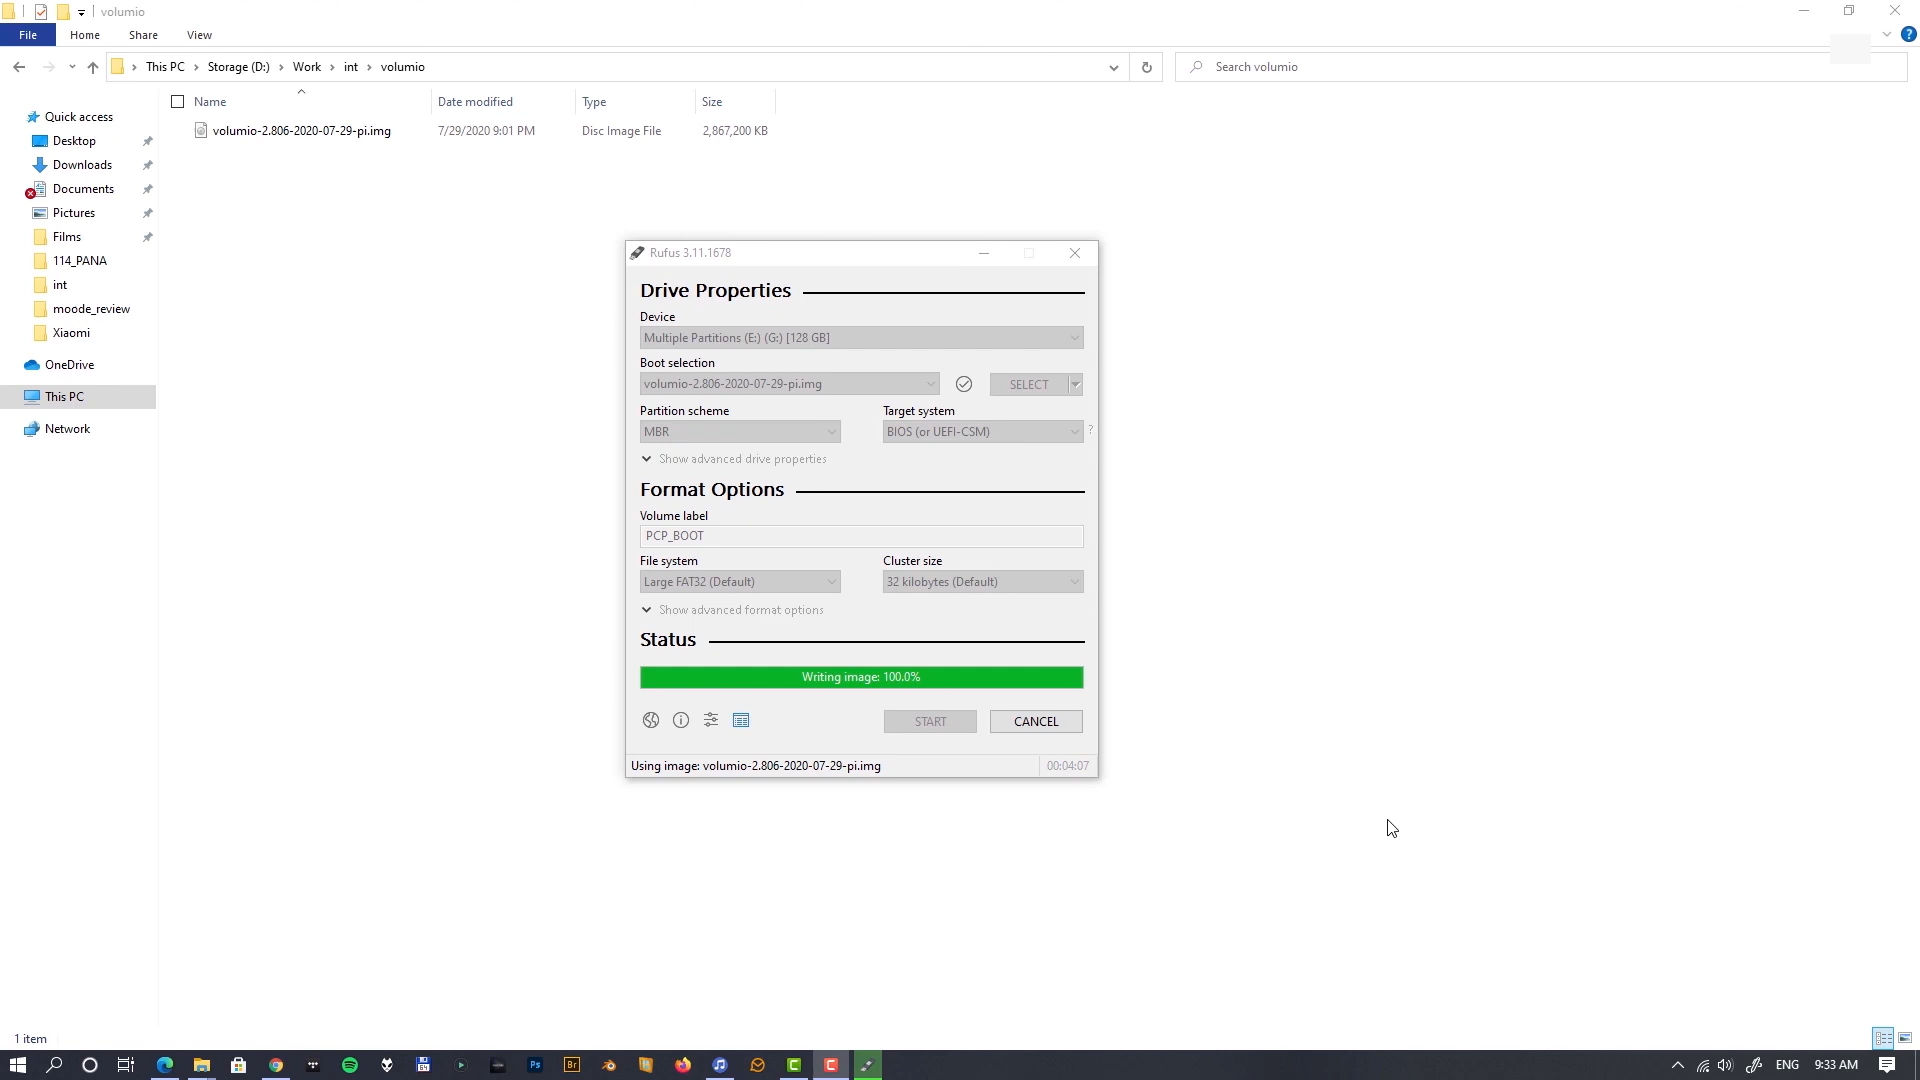 volumio
File Home Share View
This PC Storage (D:) Work int volumio
Search volumio
Name Date modified Type Size
volumio-2.806-2020-07-29-pi.img 7/29/2020 9:01 PM Disc Image File 2,867,200 KB
Quick access
Desktop
Downloads
Documents
Pictures
Films
114_PANA
int
moode_review
Xiaomi
OneDrive
This PC
Network
Rufus 3.11.1678
Drive Properties
Device
Multiple Partitions (E:) (G:) [128 GB]
Boot selection
volumio-2.806-2020-07-29-pi.img SELECT
Partition scheme Target system
MBR BIOS (or UEFI-CSM) ?
Show advanced drive properties
Format Options
Volume label
PCP_BOOT
File system Cluster size
Large FAT32 (Default) 32 kilobytes (Default)
Show advanced format options
Status
Writing image: 100.0%
START CANCEL
Using image: volumio-2.806-2020-07-29-pi.img 00:04:07
1 item
Ps Br ENG 9:33 AM